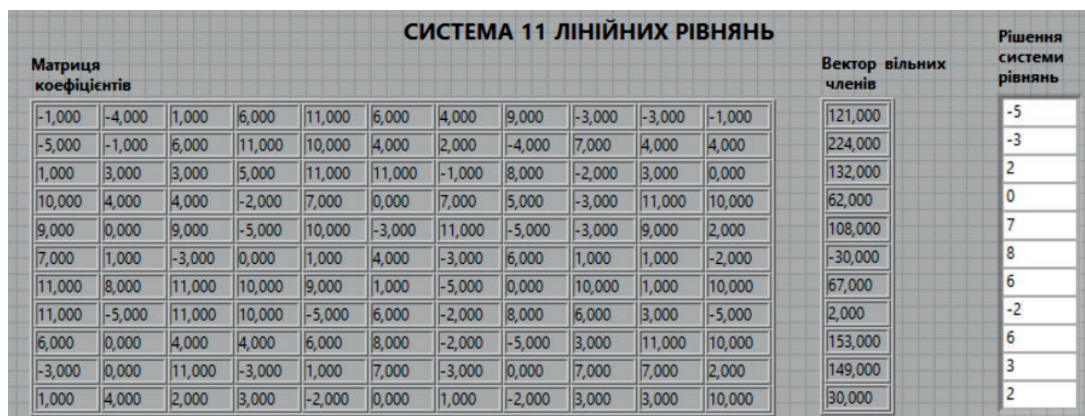 СИСТЕМА 11 ЛІНІЙНИХ РІВНЯНЬ
Матриця
коефіцієнтів
Вектор вільних
членів
Рішення
системи
рівнянь
-1,000 -4,000 1,000 6,000 11,000 6,000 4,000 9,000 -3,000 -3,000 -1,000 121,000 -5
-5,000 -1,000 6,000 11,000 10,000 4,000 2,000 -4,000 7,000 4,000 4,000 224,000 -3
1,000 3,000 3,000 5,000 11,000 11,000 -1,000 8,000 -2,000 3,000 0,000 132,000 2
10,000 4,000 4,000 -2,000 7,000 0,000 7,000 5,000 -3,000 11,000 10,000 62,000 0
9,000 0,000 9,000 -5,000 10,000 -3,000 11,000 -5,000 -3,000 9,000 2,000 108,000 7
7,000 1,000 -3,000 0,000 1,000 4,000 -3,000 6,000 1,000 1,000 -2,000 -30,000 8
11,000 8,000 11,000 10,000 9,000 1,000 -5,000 0,000 10,000 1,000 10,000 67,000 6
11,000 -5,000 11,000 10,000 -5,000 6,000 -2,000 8,000 6,000 3,000 -5,000 2,000 -2
6,000 0,000 4,000 4,000 6,000 8,000 -2,000 -5,000 3,000 11,000 10,000 153,000 6
-3,000 0,000 11,000 -3,000 1,000 7,000 -3,000 0,000 7,000 7,000 2,000 149,000 3
1,000 4,000 2,000 3,000 -2,000 0,000 1,000 -2,000 3,000 3,000 10,000 30,000 2